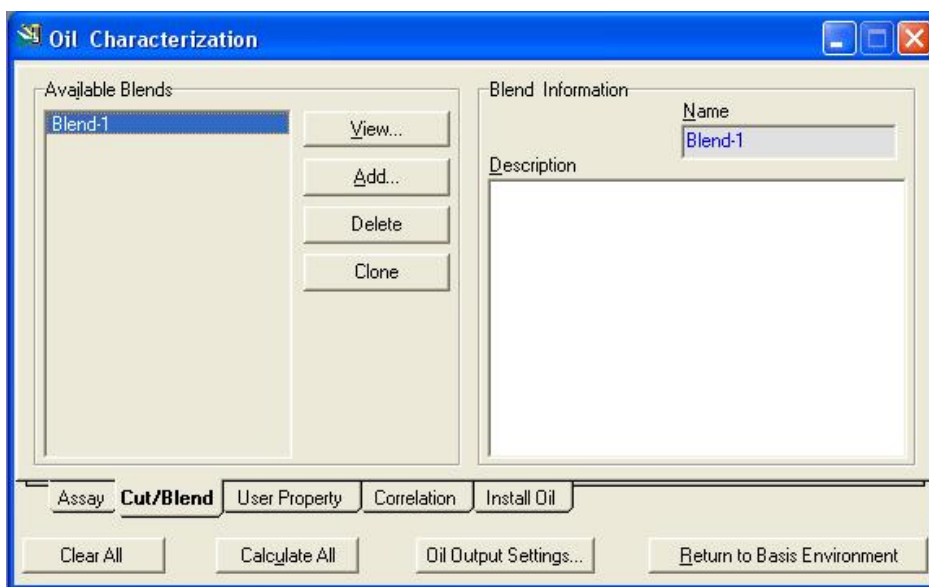 Oil Characterization
Available Blends
Blend-1
View...
Add...
Delete
Clone
Blend Information
Name
Blend-1
Description
Assay Cut/Blend User Property Correlation Install Oil
Clear All Calculate All Oil Output Settings... Return to Basis Environment